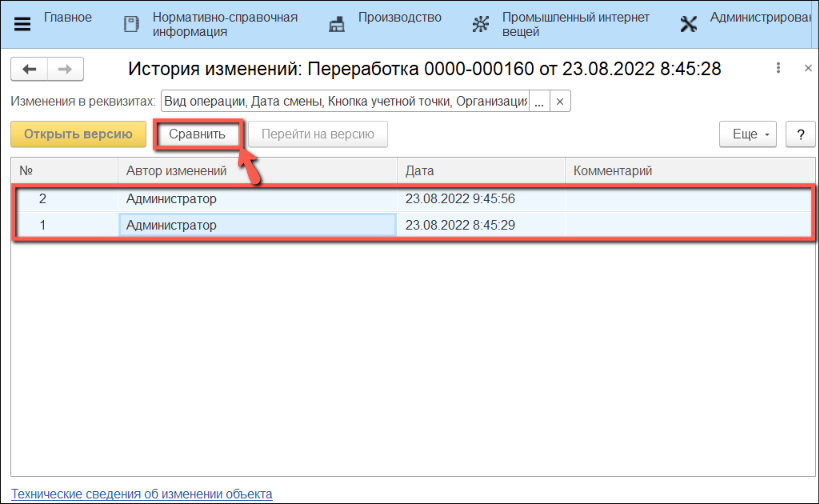 Главное
Нормативно-справочная
информация
Производство
Промышленный интернет
вещей
Администрирован
История изменений: Переработка 0000-000160 от 23.08.2022 8:45:28
Изменения в реквизитах: Вид операции, Дата смены, Кнопка учетной точки, Организация ... ×
Открыть версию Сравнить Перейти на версию Еще ?
№ Автор изменений Дата Комментарий
2 Администратор 23.08.2022 9:45:56
1 Администратор 23.08.2022 8:45:29
Технические сведения об изменении объекта